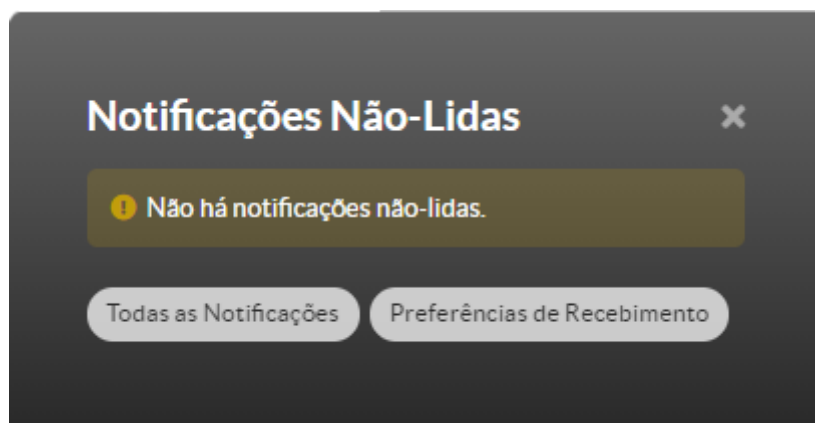 Notificações Não-Lidas
Não há notificações não-lidas.
Todas as Notificações
Preferências de Recebimento